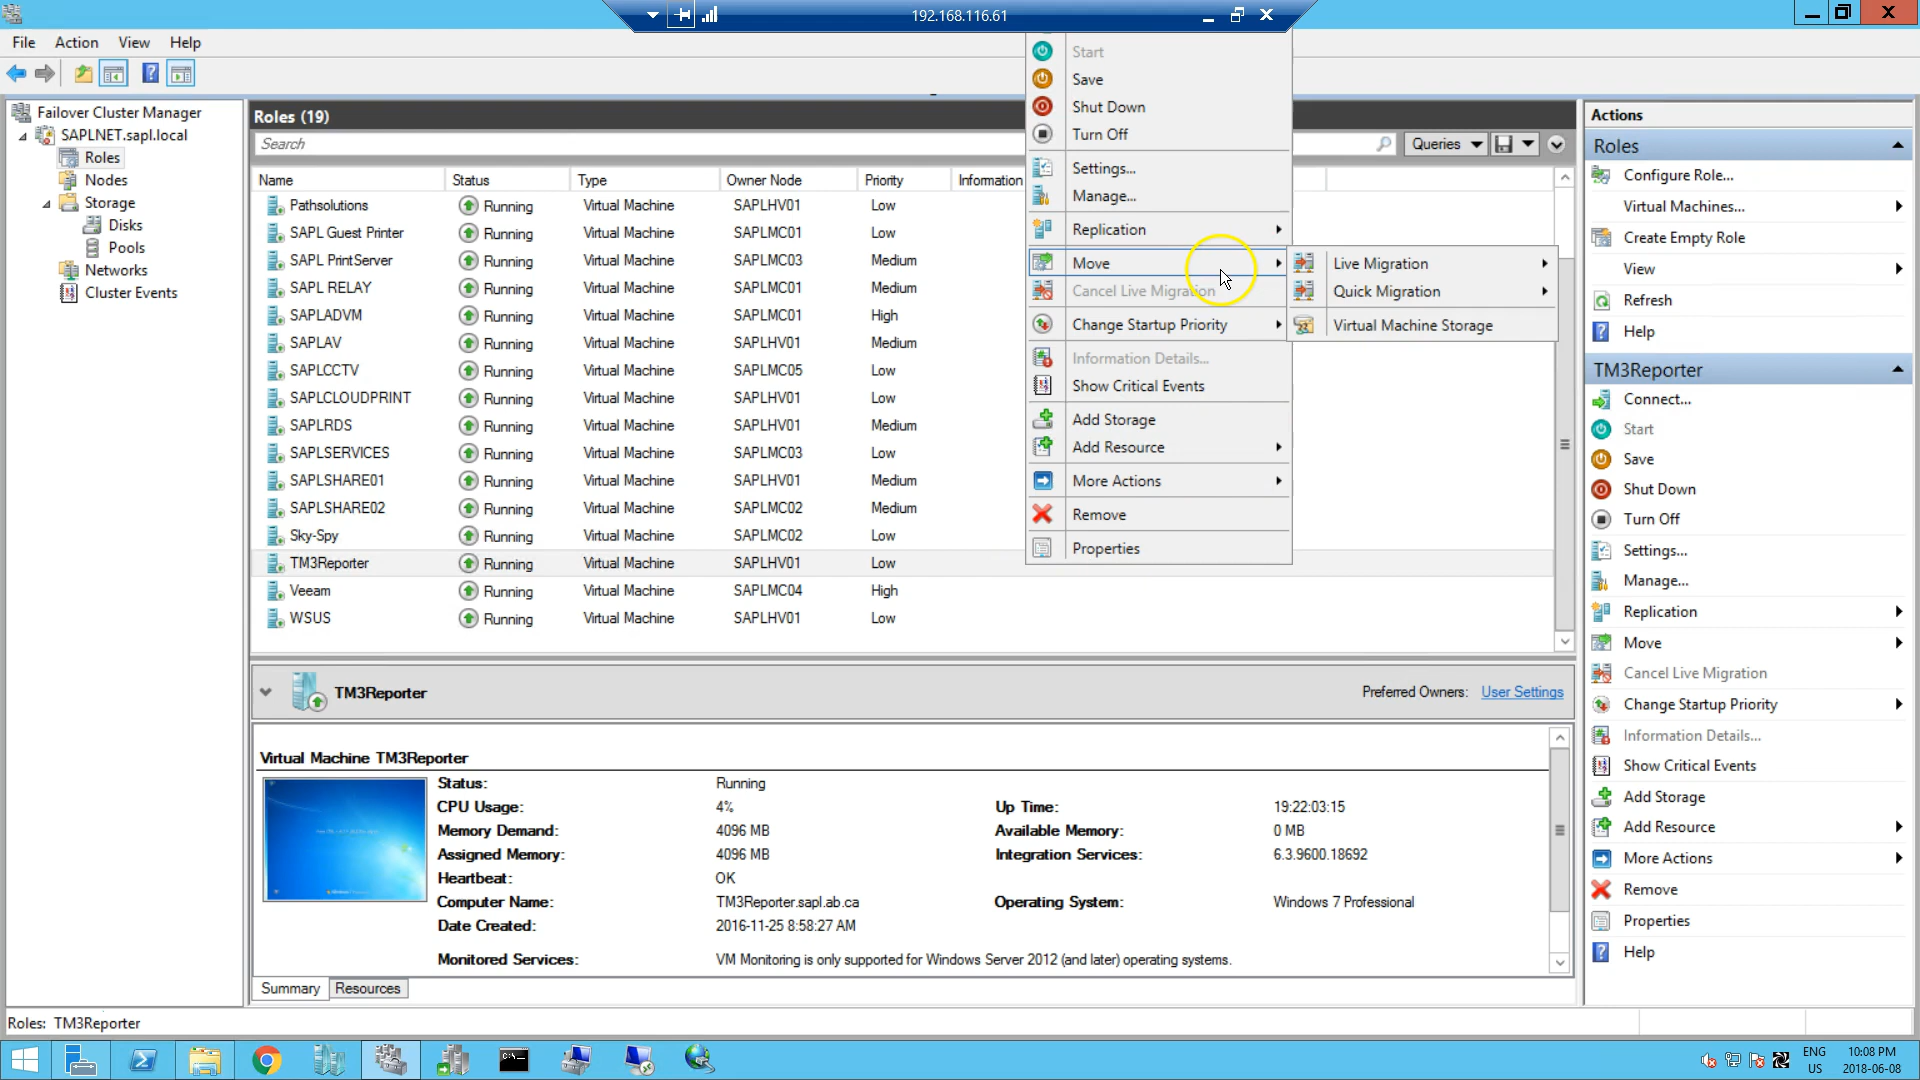 192.168.116.61
File Action View Help
Failover Cluster Manager
SAPLNET.sapl.local
Roles
Nodes
Storage
Disks
Pools
Networks
Cluster Events
Roles (19)
Search
Queries
Name Status Type Owner Node Priority Information
Pathsolutions Running Virtual Machine SAPLHV01 Low
SAPL Guest Printer Running Virtual Machine SAPLMC01 Low
SAPL PrintServer Running Virtual Machine SAPLMC03 Medium
SAPL RELAY Running Virtual Machine SAPLMC01 Medium
SAPLADVM Running Virtual Machine SAPLMC01 High
SAPLAV Running Virtual Machine SAPLHV01 Medium
SAPLCCTV Running Virtual Machine SAPLMC05 Low
SAPLCLOUDPRINT Running Virtual Machine SAPLHV01 Low
SAPLRDS Running Virtual Machine SAPLHV01 Medium
SAPLSERVICES Running Virtual Machine SAPLMC03 Low
SAPLSHARE01 Running Virtual Machine SAPLHV01 Medium
SAPLSHARE02 Running Virtual Machine SAPLMC02 Medium
Sky-Spy Running Virtual Machine SAPLMC02 Low
TM3Reporter Running Virtual Machine SAPLHV01 Low
Veeam Running Virtual Machine SAPLMC04 High
WSUS Running Virtual Machine SAPLHV01 Low
Start
Save
Shut Down
Turn Off
Settings...
Manage...
Replication
Move
Cancel Live Migration
Change Startup Priority
Information Details...
Show Critical Events
Add Storage
Add Resource
More Actions
Remove
Properties
Live Migration
Quick Migration
Virtual Machine Storage
TM3Reporter
Preferred Owners: User Settings
Virtual Machine TM3Reporter
Status: Running
CPU Usage: 4% Up Time: 19:22:03:15
Memory Demand: 4096 MB Available Memory: 0 MB
Assigned Memory: 4096 MB Integration Services: 6.3.9600.18692
Heartbeat: OK
Computer Name: TM3Reporter.sapl.ab.ca Operating System: Windows 7 Professional
Date Created: 2016-11-25 8:58:27 AM
Monitored Services: VM Monitoring is only supported for Windows Server 2012 (and later) operating systems.
Summary Resources
Actions
Roles
Configure Role...
Virtual Machines...
Create Empty Role
View
Refresh
Help
TM3Reporter
Connect...
Start
Save
Shut Down
Turn Off
Settings...
Manage...
Replication
Move
Cancel Live Migration
Change Startup Priority
Information Details...
Show Critical Events
Add Storage
Add Resource
More Actions
Remove
Properties
Help
Roles: TM3Reporter
ENG
US
10:08 PM
2018-06-08